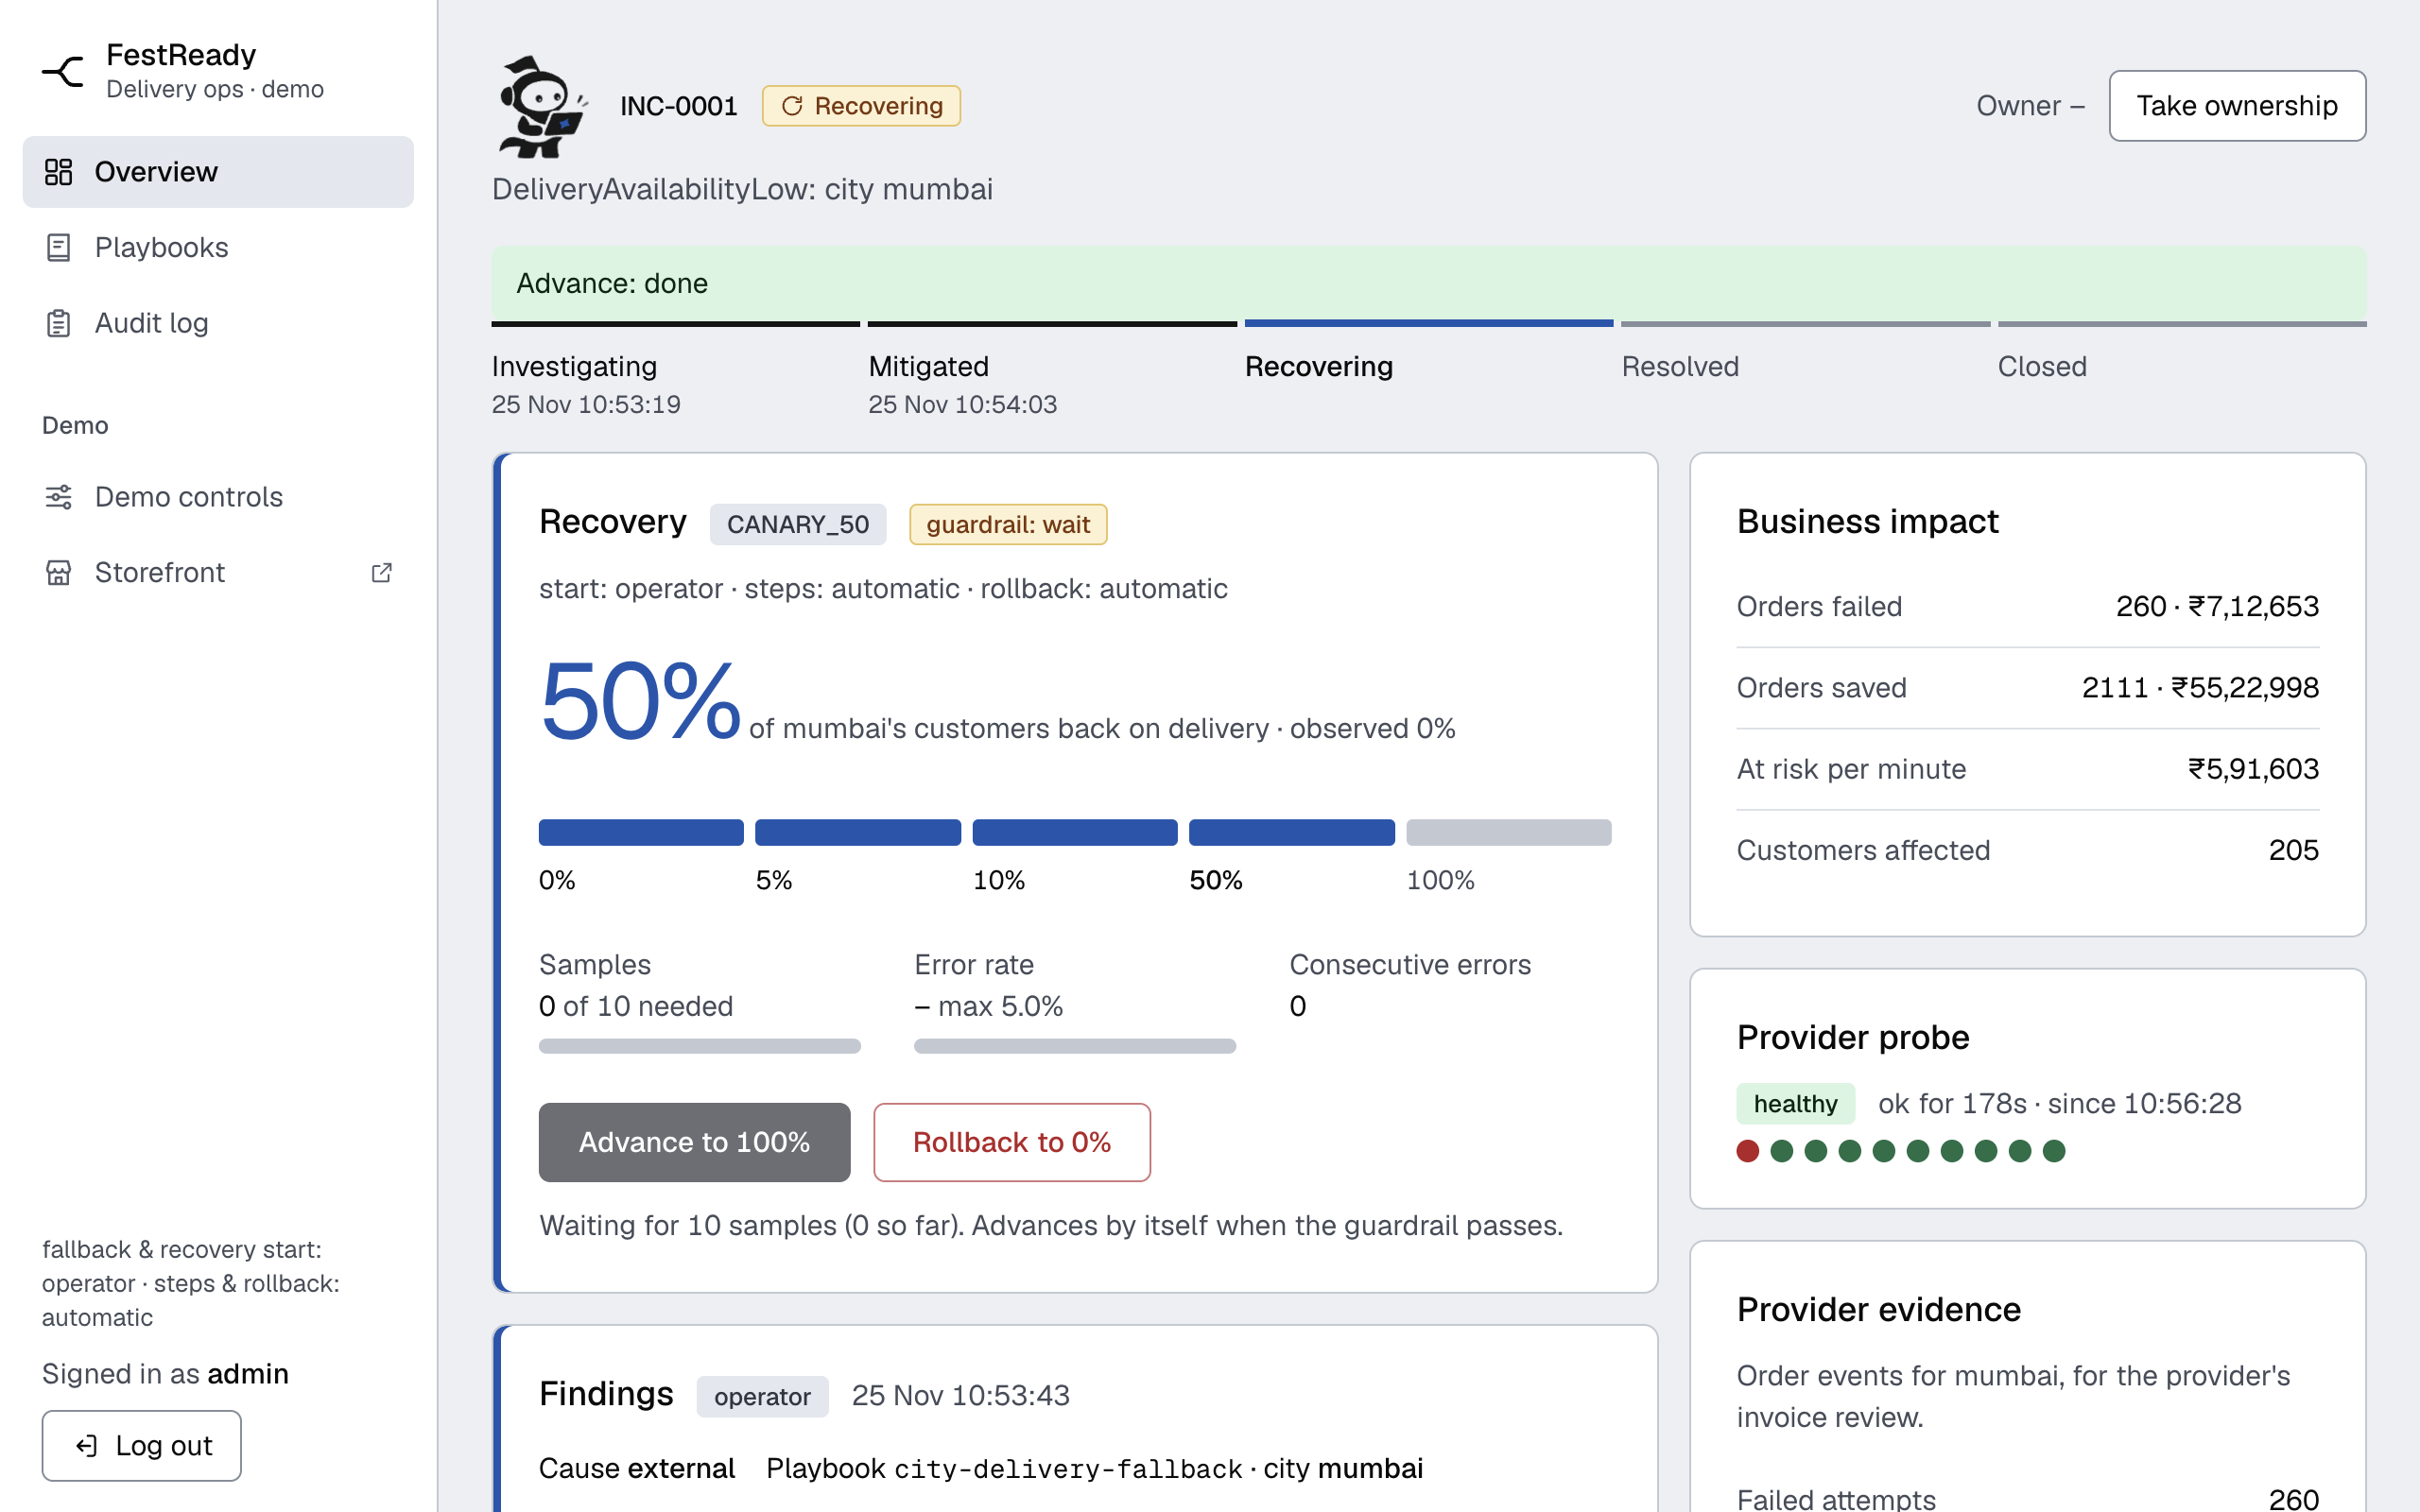 FestReady
Delivery ops · demo
Overview
Playbooks
Audit log
Demo
Demo controls
Storefront
fallback & recovery start:
operator · steps & rollback:
automatic
Signed in as admin
Log out
INC-0001
Recovering
Owner –
Take ownership
DeliveryAvailabilityLow: city mumbai
Advance: done
Investigating
25 Nov 10:53:19
Mitigated
25 Nov 10:54:03
Recovering
Resolved
Closed
Recovery
CANARY_50
guardrail: wait
start: operator · steps: automatic · rollback: automatic
50% of mumbai's customers back on delivery · observed 0%
0%
5%
10%
50%
100%
Samples
0 of 10 needed
Error rate
– max 5.0%
Consecutive errors
0
Advance to 100%
Rollback to 0%
Waiting for 10 samples (0 so far). Advances by itself when the guardrail passes.
Findings
operator
25 Nov 10:53:43
Cause external
Playbook city-delivery-fallback · city mumbai
Business impact
Orders failed
260 · ₹7,12,653
Orders saved
2111 · ₹55,22,998
At risk per minute
₹5,91,603
Customers affected
205
Provider probe
healthy
ok for 178s · since 10:56:28
Provider evidence
Order events for mumbai, for the provider's
invoice review.
Failed attempts
260